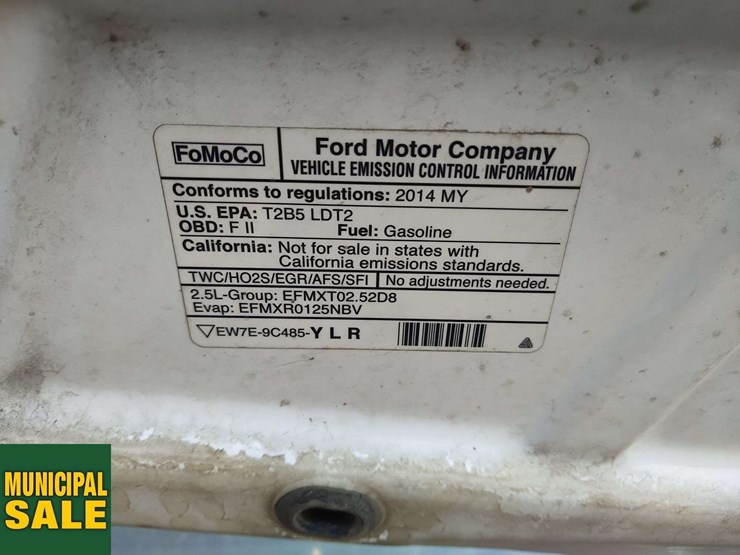 FoMoCo
Ford Motor Company
VEHICLE EMISSION CONTROL INFORMATION
Conforms to regulations: 2014 MY
U.S. EPA: T2B5 LDT2
OBD: F II Fuel: Gasoline
California: Not for sale in states with
California emissions standards.
TWC/HO2S/EGR/AFS/SFI No adjustments needed.
2.5L-Group: EFMXT02.52D8
Evap: EFMXR0125NBV
EW7E-9C485-Y L R
MUNICIPAL
SALE